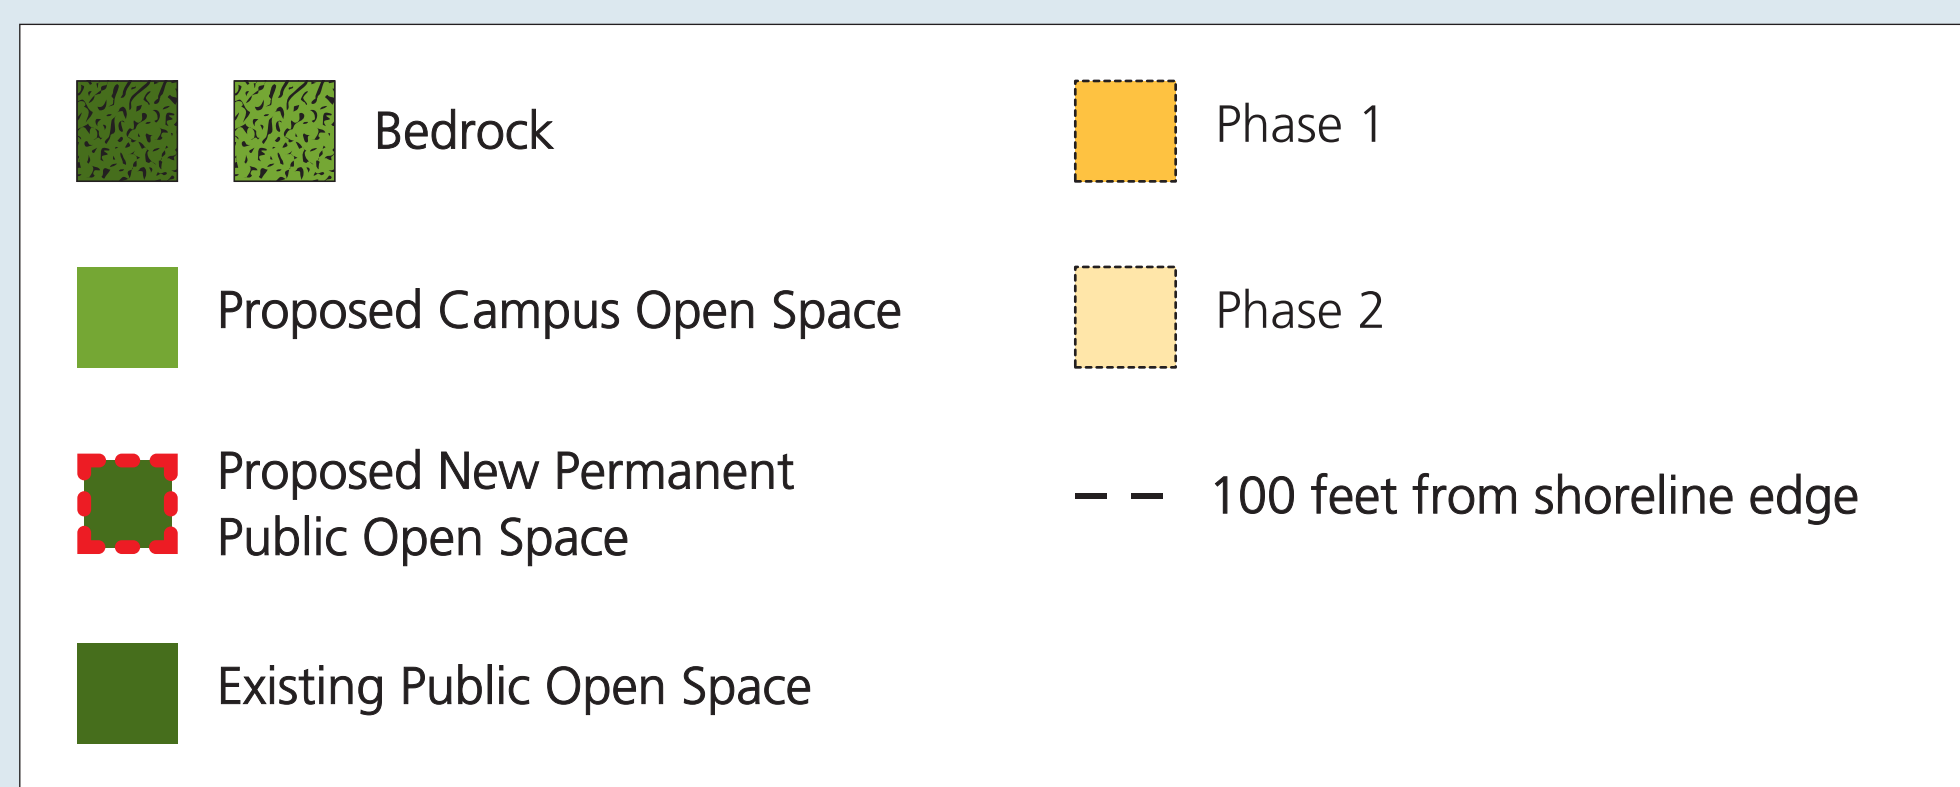 Bedrock
Proposed Campus Open Space
Proposed New Permanent
Public Open Space
Existing Public Open Space
Phase 1
Phase 2
100 feet from shoreline edge